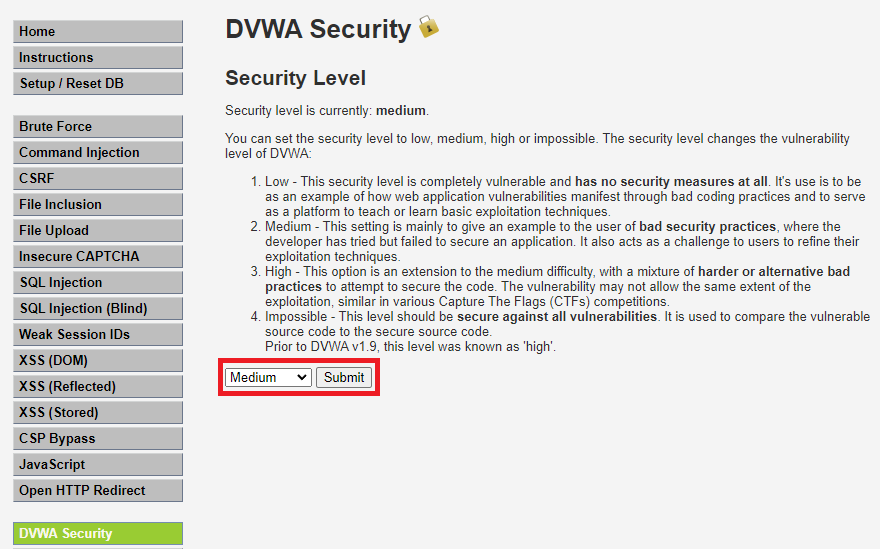 Home
Instructions
Setup / Reset DB
Brute Force
Command Injection
CSRF
File Inclusion
File Upload
Insecure CAPTCHA
SQL Injection
SQL Injection (Blind)
Weak Session IDs
XSS (DOM)
XSS (Reflected)
XSS (Stored)
CSP Bypass
JavaScript
Open HTTP Redirect
DVWA Security
DVWA Security
Security Level
Security level is currently: medium.
You can set the security level to low, medium, high or impossible. The security level changes the vulnerability
level of DVWA:
1. Low - This security level is completely vulnerable and has no security measures at all. It's use is to be
as an example of how web application vulnerabilities manifest through bad coding practices and to serve
as a platform to teach or learn basic exploitation techniques.
2. Medium - This setting is mainly to give an example to the user of bad security practices, where the
developer has tried but failed to secure an application. It also acts as a challenge to users to refine their
exploitation techniques.
3. High - This option is an extension to the medium difficulty, with a mixture of harder or alternative bad
practices to attempt to secure the code. The vulnerability may not allow the same extent of the
exploitation, similar in various Capture The Flags (CTFs) competitions.
4. Impossible - This level should be secure against all vulnerabilities. It is used to compare the vulnerable
source code to the secure source code.
Prior to DVWA v1.9, this level was known as 'high'.
Medium Submit